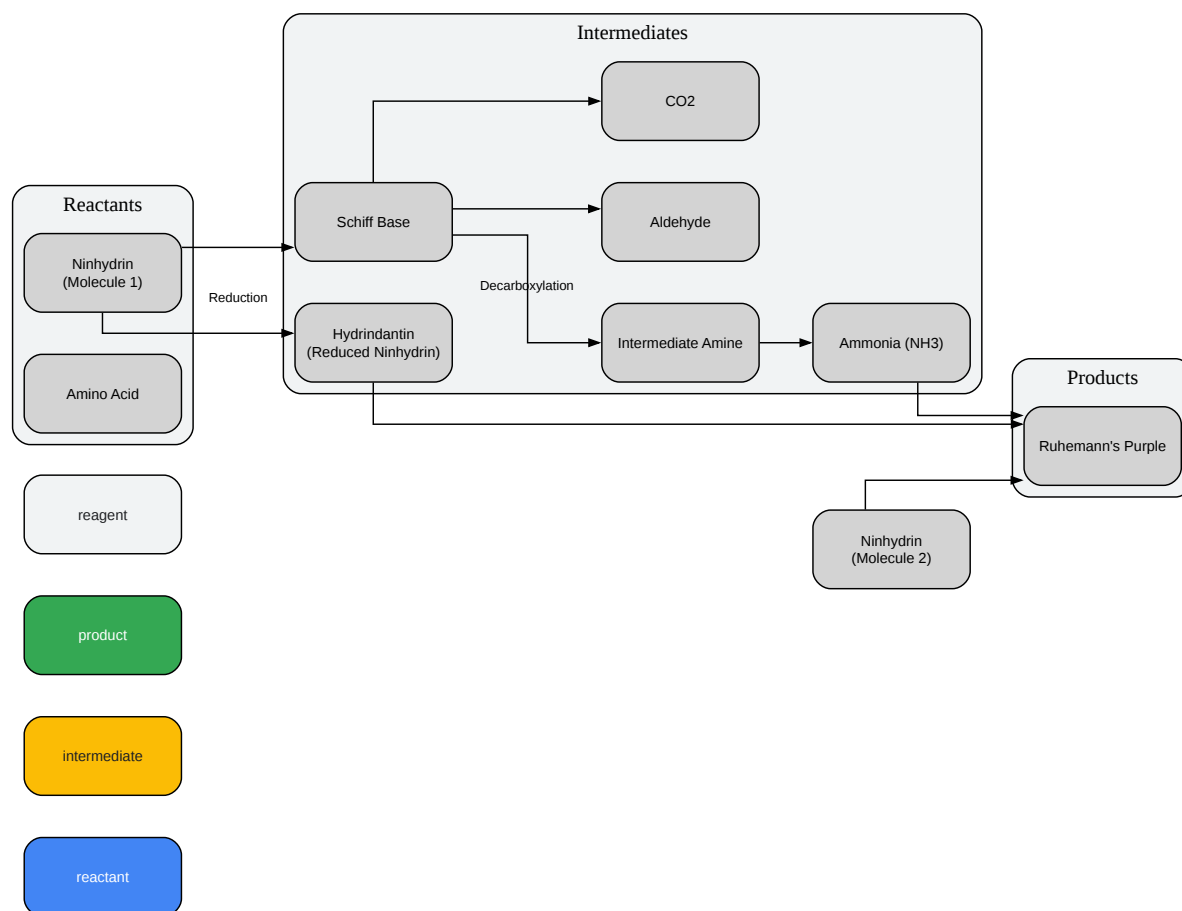 Intermediates
CO2
Reactants
Schiff Base
Aldehyde
Ninhydrin
(Molecule 1)
Decarboxylation
Reduction
Hydrindantin
(Reduced Ninhydrin)
Intermediate Amine
Ammonia (NH3)
Amino Acid
Products
Ruhemann's Purple
Ninhydrin
(Molecule 2)
reagent
product
intermediate
reactant